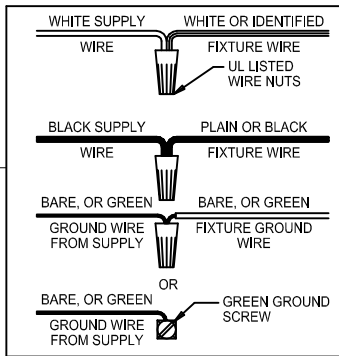 WHITE SUPPLY WHITE OR IDENTIFIED
WIRE FIXTURE WIRE
UL LISTED
WIRE NUTS
BLACK SUPPLY PLAIN OR BLACK
WIRE FIXTURE WIRE
BARE, OR GREEN BARE, OR GREEN
GROUND WIRE FIXTURE GROUND
FROM SUPPLY WIRE
OR
BARE, OR GREEN GREEN GROUND
SCREW
GROUND WIRE
FROM SUPPLY